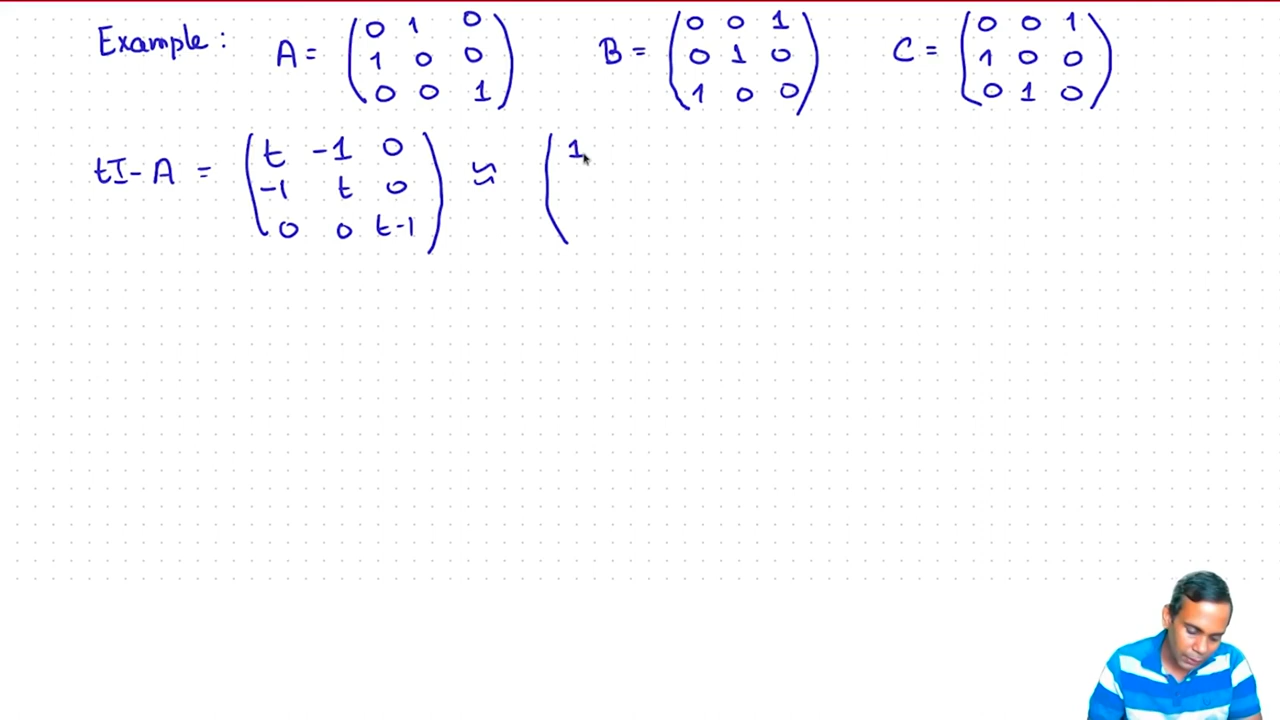 Example: A = (0 1 0 B = (0 0 1 C = (0 0 1
1 0 0 0 1 0 1 0 0
0 0 1) 1 0 0) 0 1 0)
tI-A = (t -1 0 ≈ (1
-1 t 0
0 0 t-1)